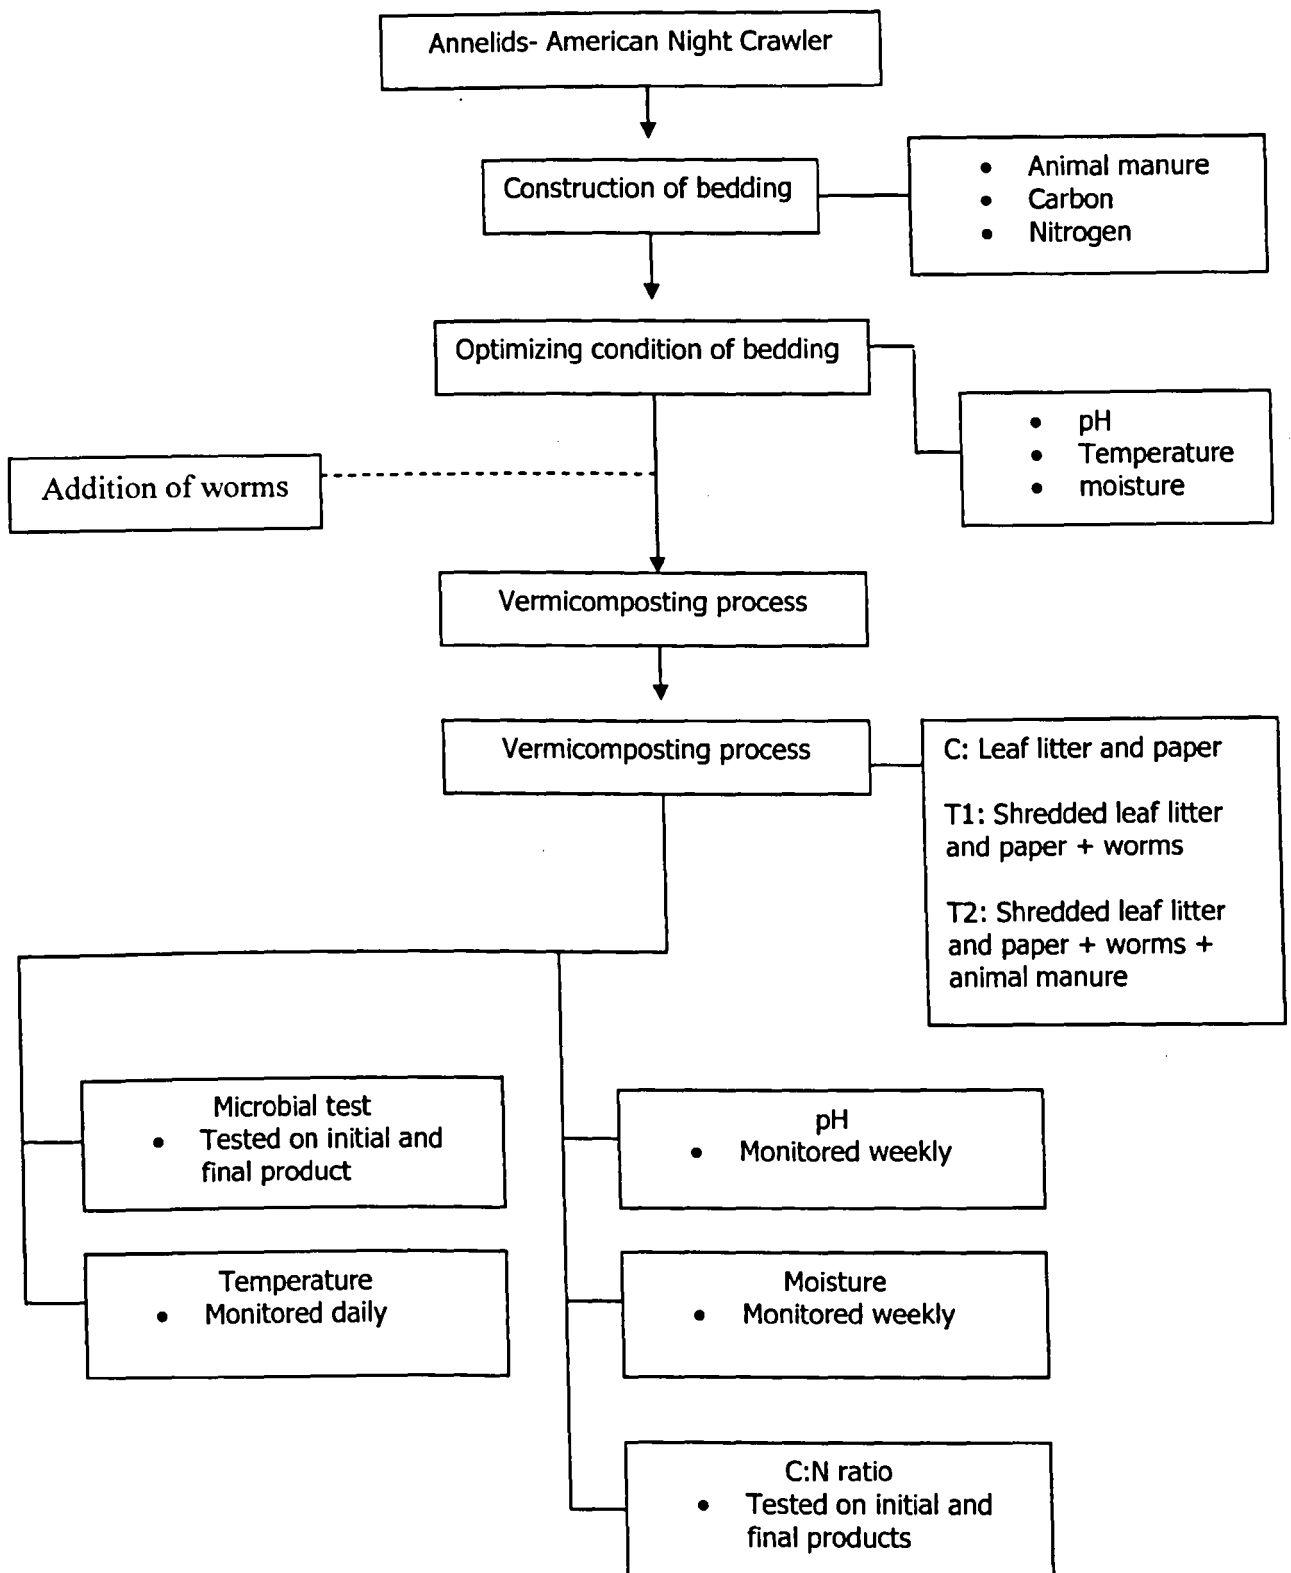 Annelids- American Night Crawler
Construction of bedding
• Animal manure
• Carbon
• Nitrogen
Optimizing condition of bedding
• pH
• Temperature
• moisture
Addition of worms
Vermicomposting process
Vermicomposting process
C: Leaf litter and paper
T1: Shredded leaf litter
and paper + worms
T2: Shredded leaf litter
and paper + worms +
animal manure
Microbial test
• Tested on initial and
final product
pH
• Monitored weekly
Temperature
• Monitored daily
Moisture
• Monitored weekly
C:N ratio
• Tested on initial and
final products